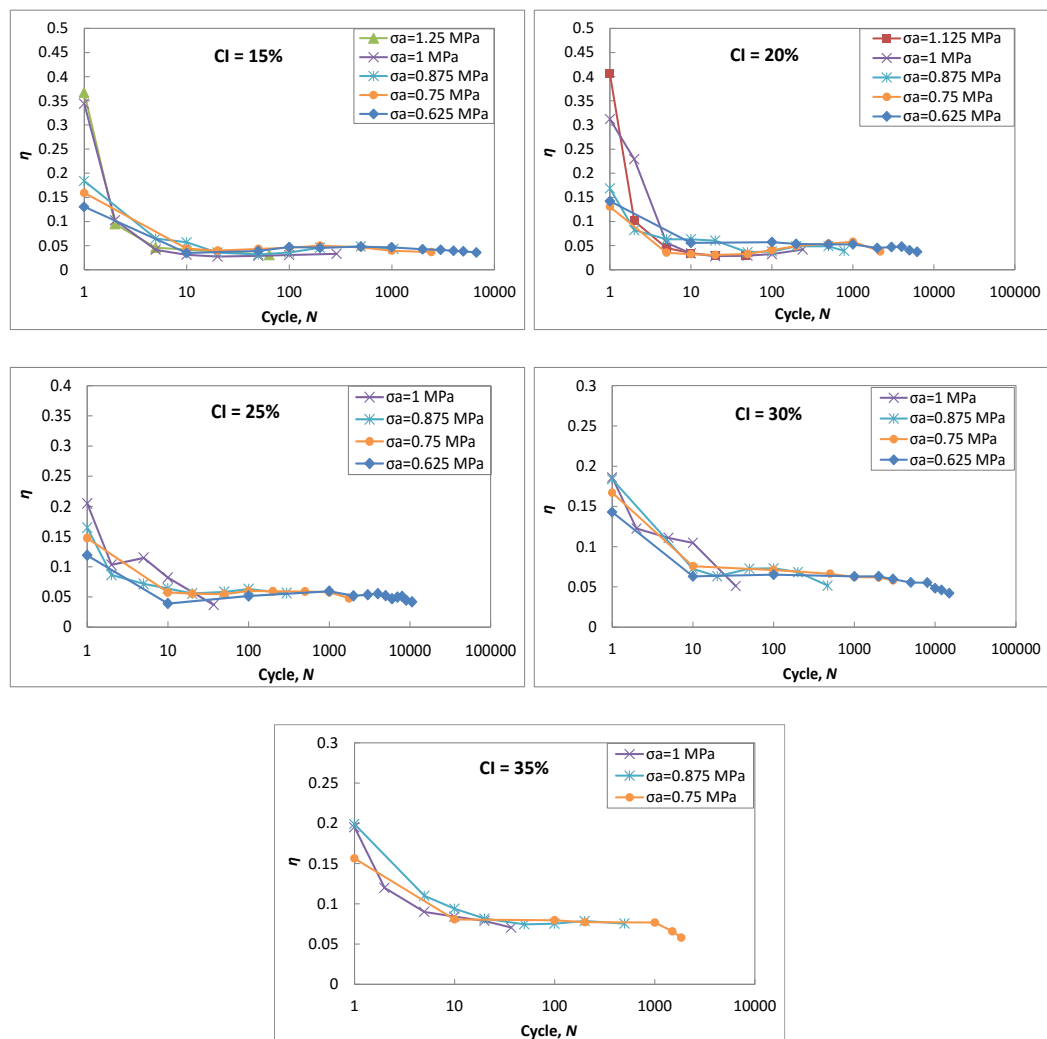 CI = 15%
σa=1.25 MPa
σa=1 MPa
σa=0.875 MPa
σa=0.75 MPa
σa=0.625 MPa
0.5
0.45
0.4
0.35
0.3
0.25
0.2
0.15
0.1
0.05
0
η
1 10 100 1000 10000
Cycle, N
CI = 20%
σa=1.125 MPa
σa=1 MPa
σa=0.875 MPa
σa=0.75 MPa
σa=0.625 MPa
0.5
0.45
0.4
0.35
0.3
0.25
0.2
0.15
0.1
0.05
0
η
1 10 100 1000 10000
Cycle, N
CI = 25%
σa=1 MPa
σa=0.875 MPa
σa=0.75 MPa
σa=0.625 MPa
0.4
0.35
0.3
0.25
0.2
0.15
0.1
0.05
0
η
1 10 100 1000 10000 100000
Cycle, N
CI = 30%
σa=1 MPa
σa=0.875 MPa
σa=0.75 MPa
σa=0.625 MPa
0.3
0.25
0.2
0.15
0.1
0.05
0
η
1 10 100 1000 10000 100000
Cycle, N
CI = 35%
σa=1 MPa
σa=0.875 MPa
σa=0.75 MPa
0.3
0.25
0.2
0.15
0.1
0.05
0
η
1 10 100 1000 10000
Cycle, N